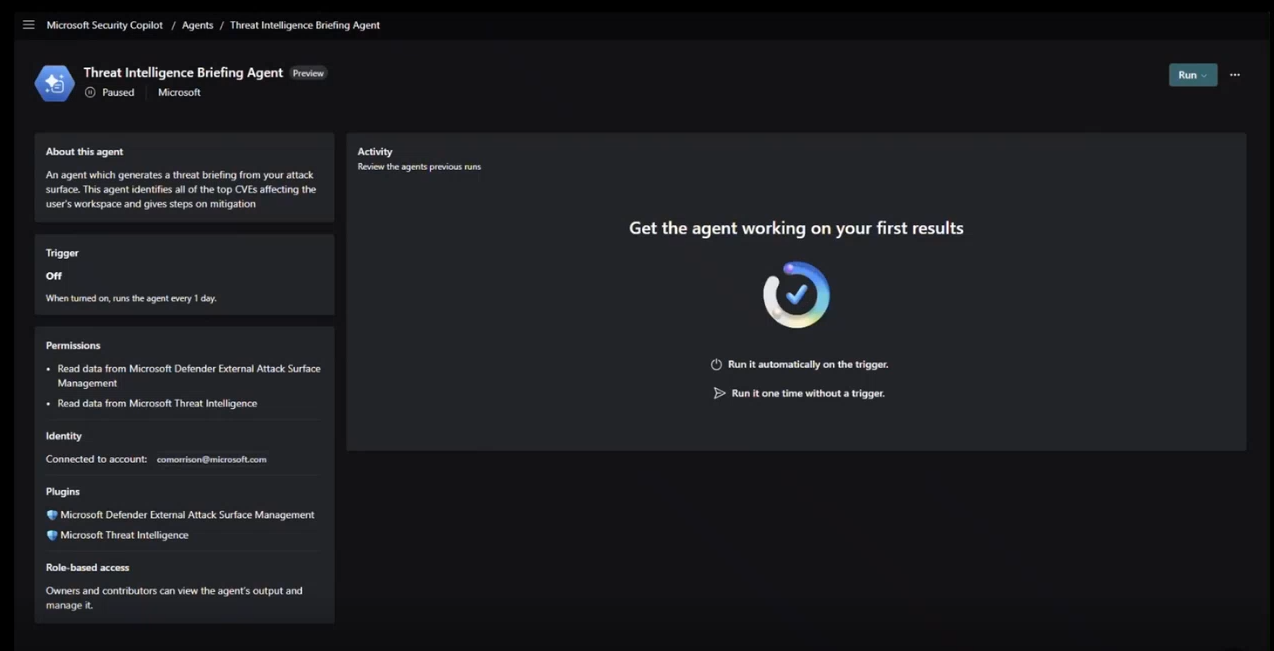 Microsoft Security Copilot / Agents / Threat Intelligence Briefing Agent
Threat Intelligence Briefing Agent Preview
Paused Microsoft
Run
About this agent
An agent which generates a threat briefing from your attack
surface. This agent identifies all of the top CVEs affecting the
user's workspace and gives steps on mitigation
Trigger
Off
When turned on, runs the agent every 1 day.
Permissions
• Read data from Microsoft Defender External Attack Surface
Management
• Read data from Microsoft Threat Intelligence
Identity
Connected to account: comorrison@microsoft.com
Plugins
Microsoft Defender External Attack Surface Management
Microsoft Threat Intelligence
Role-based access
Owners and contributors can view the agent's output and
manage it.
Activity
Review the agents previous runs
Get the agent working on your first results
Run it automatically on the trigger.
Run it one time without a trigger.